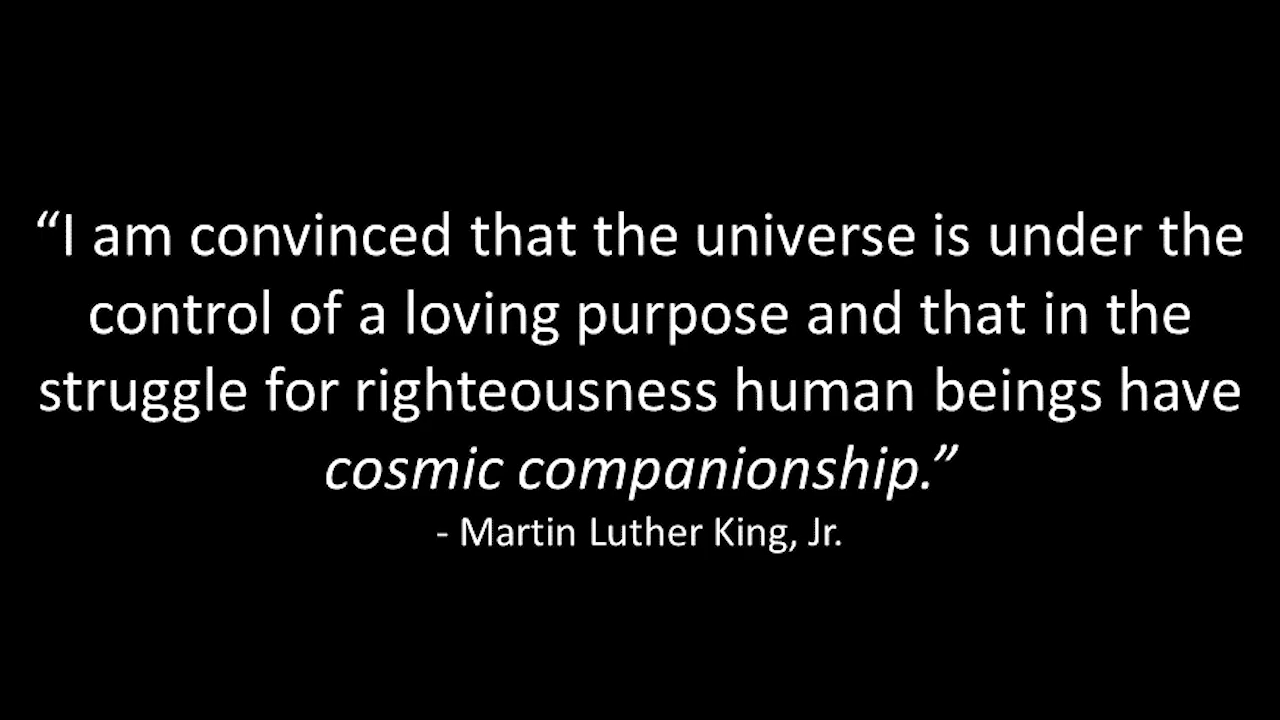 “I am convinced that the universe is under the
control of a loving purpose and that in the
struggle for righteousness human beings have
cosmic companionship.”
- Martin Luther King, Jr.